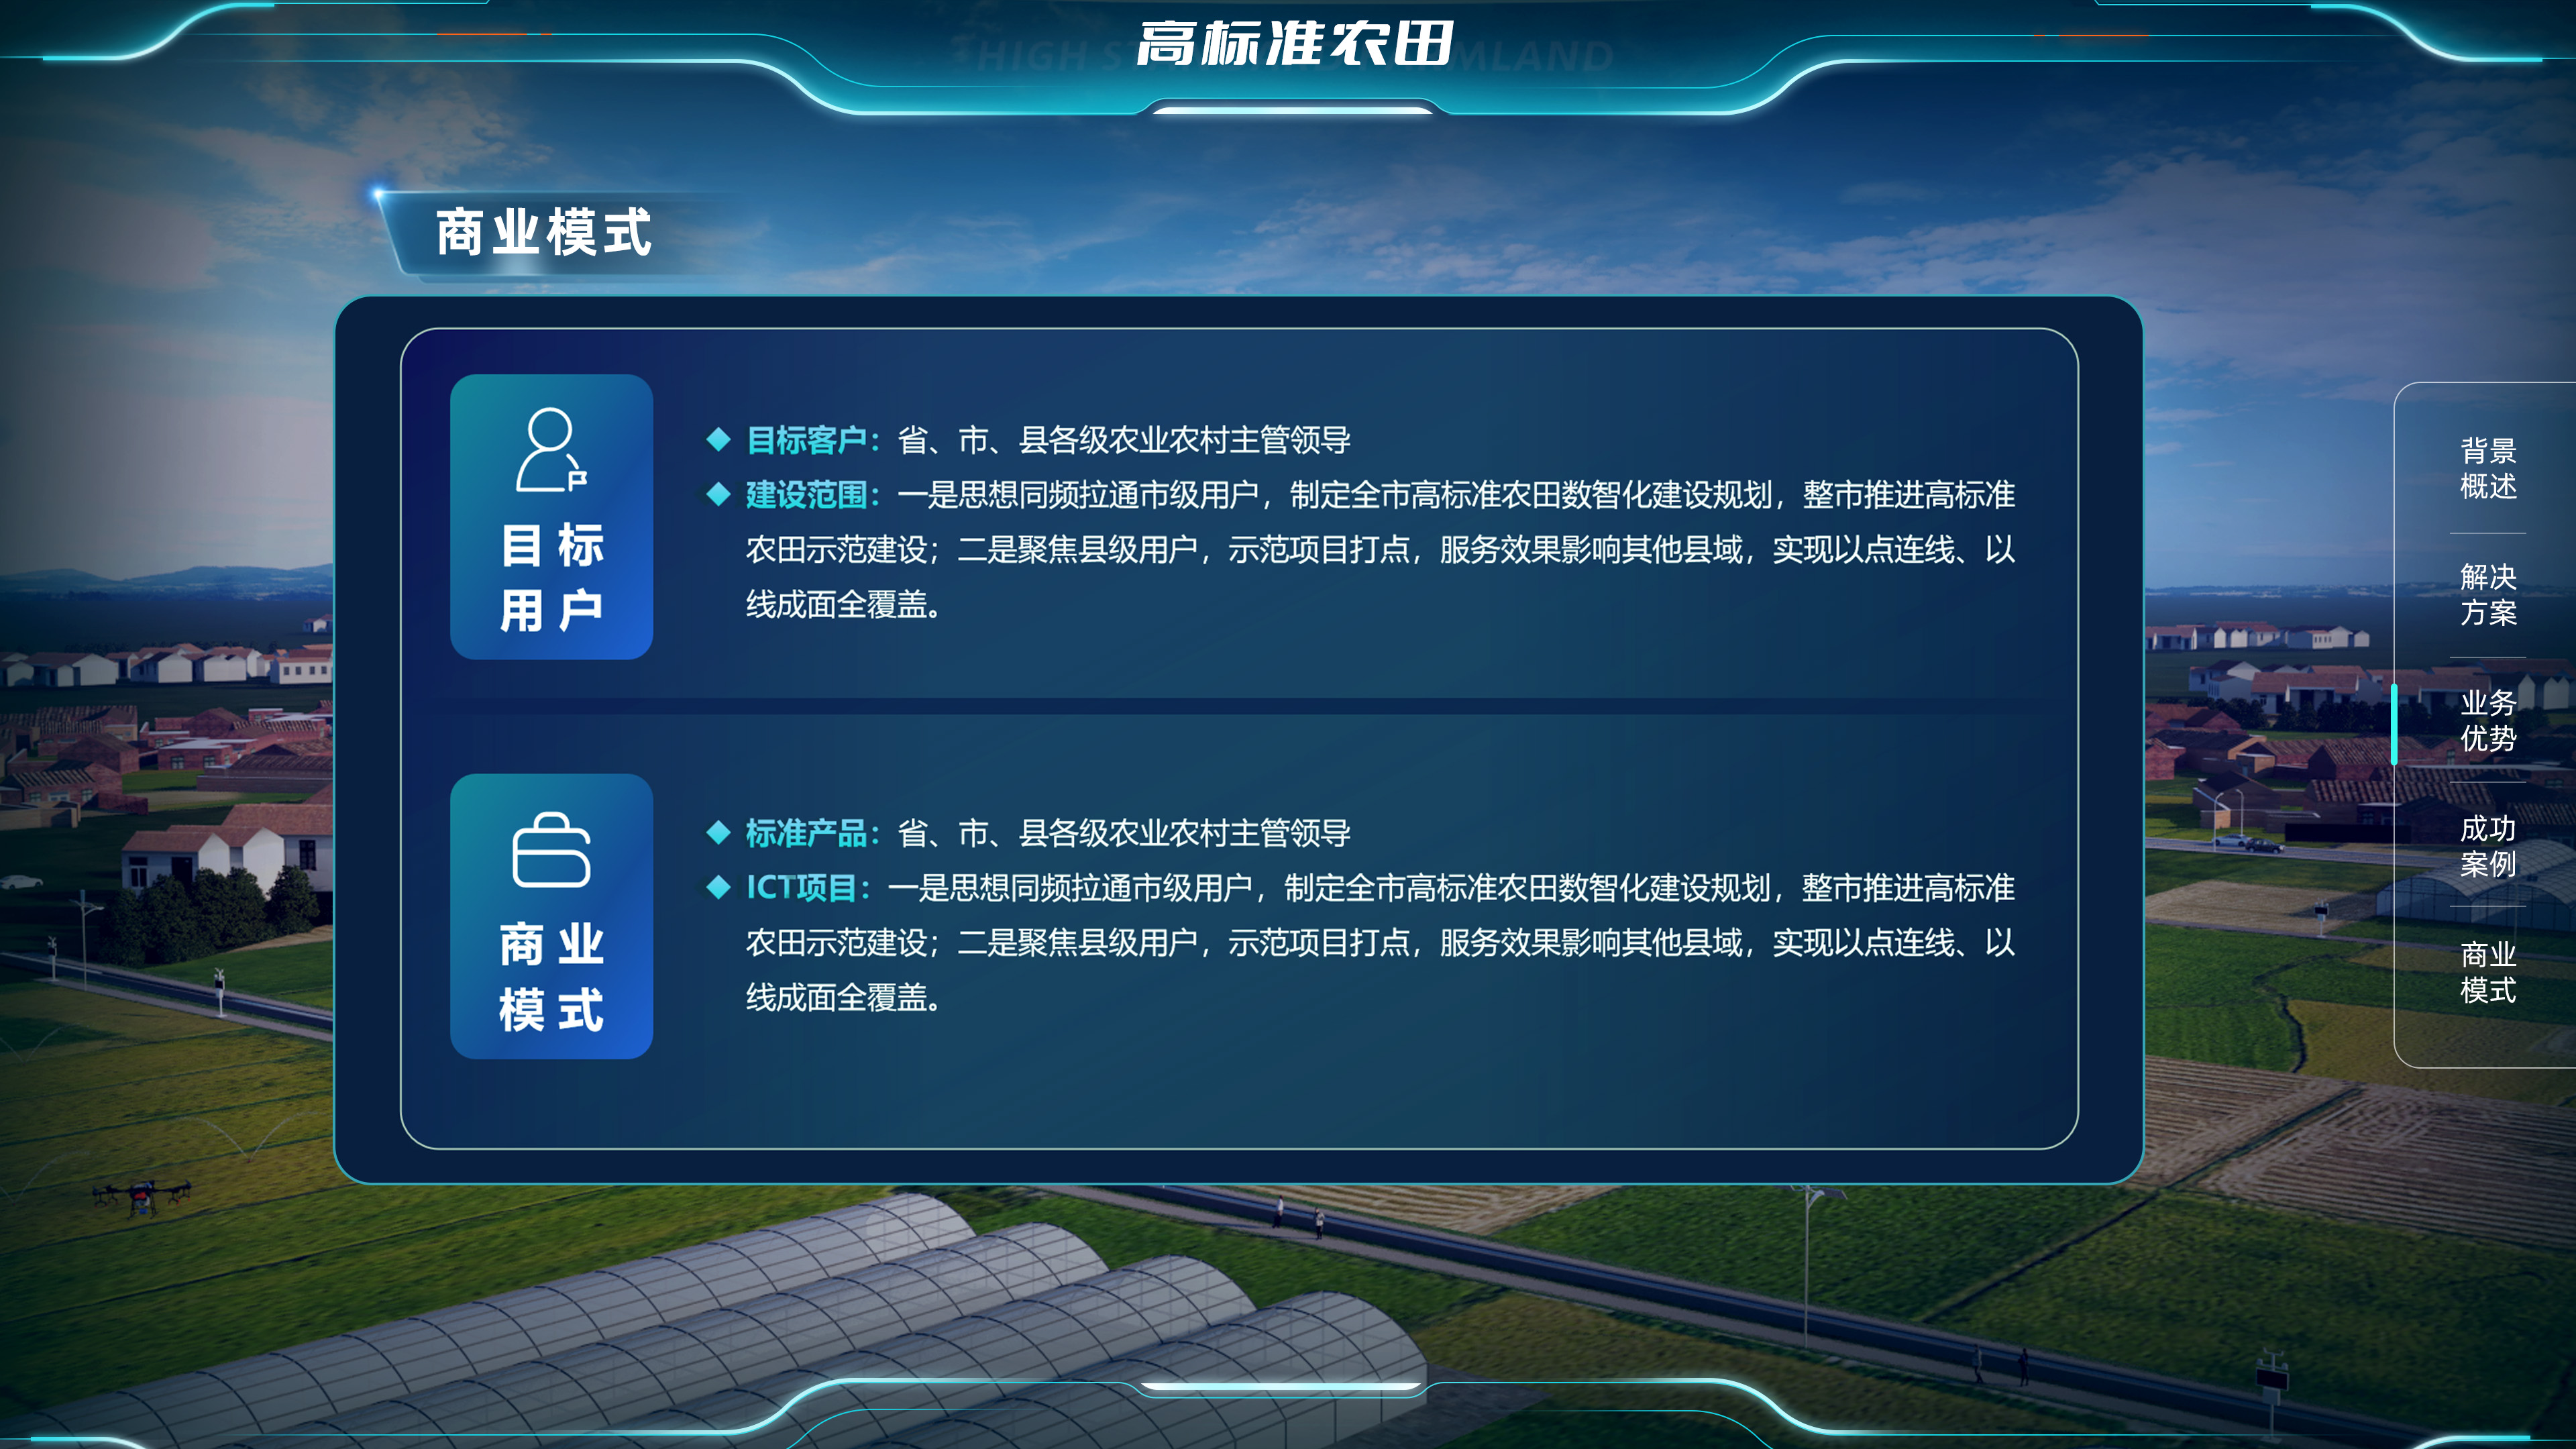 高标准农田
HIGH S
MLAND
商业模式
目标
用户
◆ 目标客户：省、市、县各级农业农村主管领导
◆ 建设范围：一是思想同频拉通市级用户，制定全市高标准农田数智化建设规划，整市推进高标准
农田示范建设；二是聚焦县级用户，示范项目打点，服务效果影响其他县域，实现以点连线、以
线成面全覆盖。
商业
模式
◆ 标准产品：省、市、县各级农业农村主管领导
◆ ICT项目：一是思想同频拉通市级用户，制定全市高标准农田数智化建设规划，整市推进高标准
农田示范建设；二是聚焦县级用户，示范项目打点，服务效果影响其他县域，实现以点连线、以
线成面全覆盖。
背景
概述
解决
方案
业务
优势
成功
案例
商业
模式